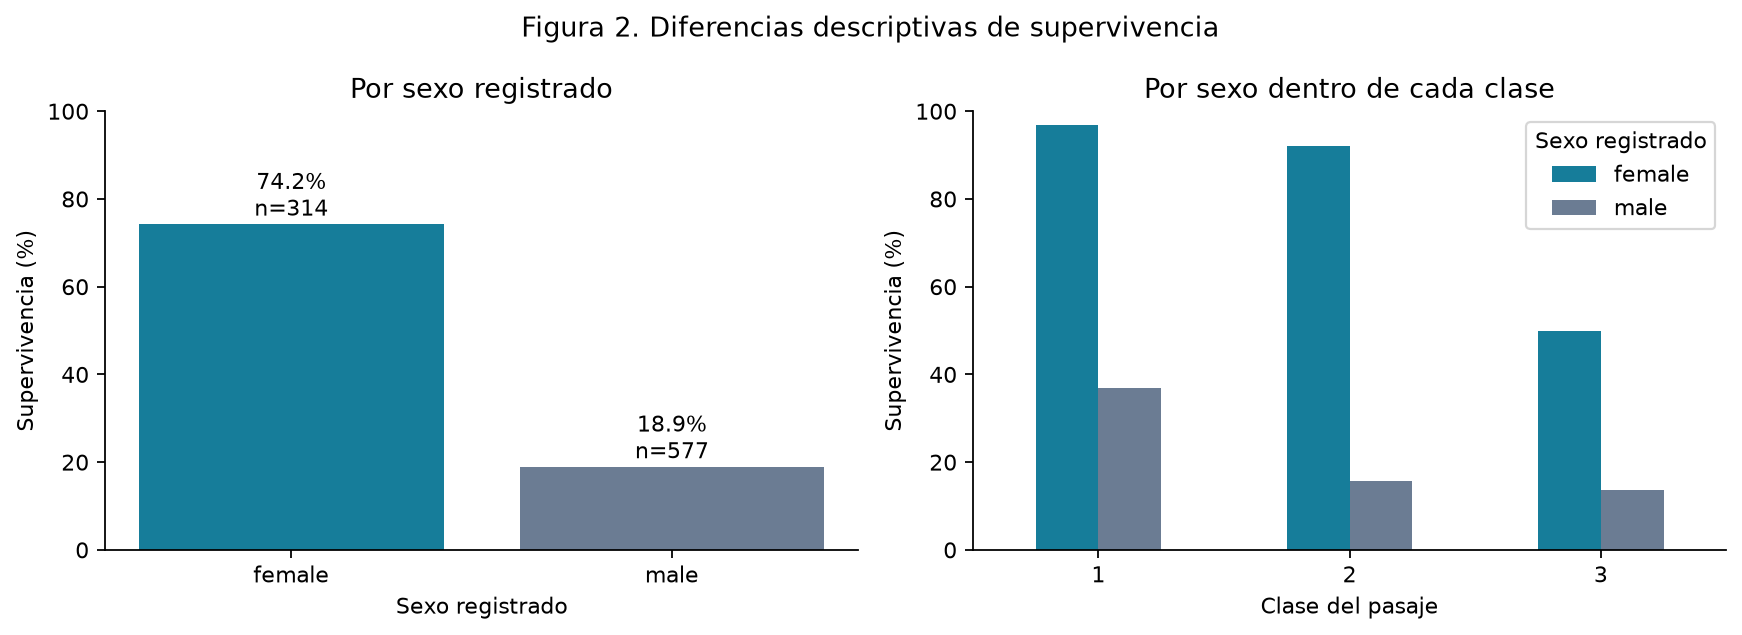 Figura 2. Diferencias descriptivas de supervivencia
Por sexo registrado
100
80
60
40
20
0
Supervivencia (%)
74.2%
n=314
18.9%
n=577
female
male
Sexo registrado
Por sexo dentro de cada clase
100
80
60
40
20
0
Supervivencia (%)
Sexo registrado
female
male
1
2
3
Clase del pasaje